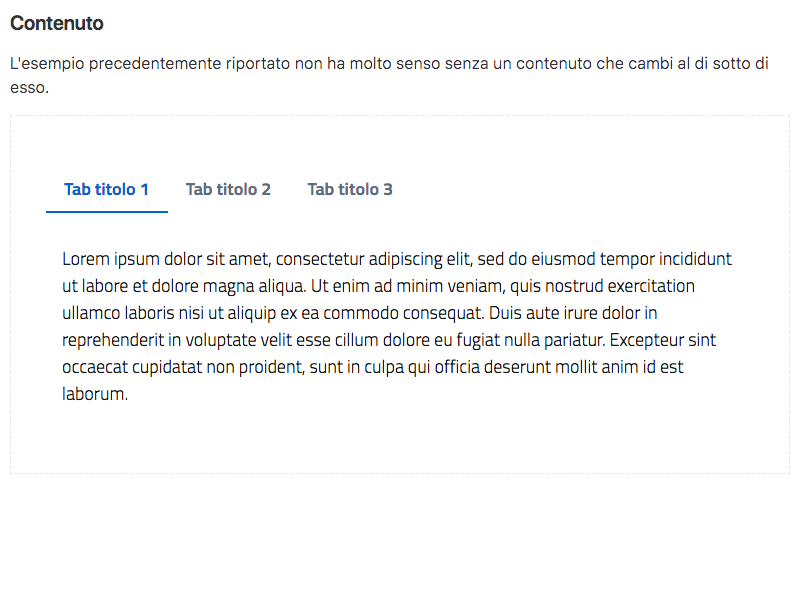 Contenuto
L'esempio precedentemente riportato non ha molto senso senza un contenuto che cambi al di sotto di
esso.
Tab titolo 1 Tab titolo 2 Tab titolo 3
Lorem ipsum dolor sit amet, consectetur adipiscing elit, sed do eiusmod tempor incididunt
ut labore et dolore magna aliqua. Ut enim ad minim veniam, quis nostrud exercitation
ullamco laboris nisi ut aliquip ex ea commodo consequat. Duis aute irure dolor in
reprehenderit in voluptate velit esse cillum dolore eu fugiat nulla pariatur. Excepteur sint
occaecat cupidatat non proident, sunt in culpa qui officia deserunt mollit anim id est
laborum.